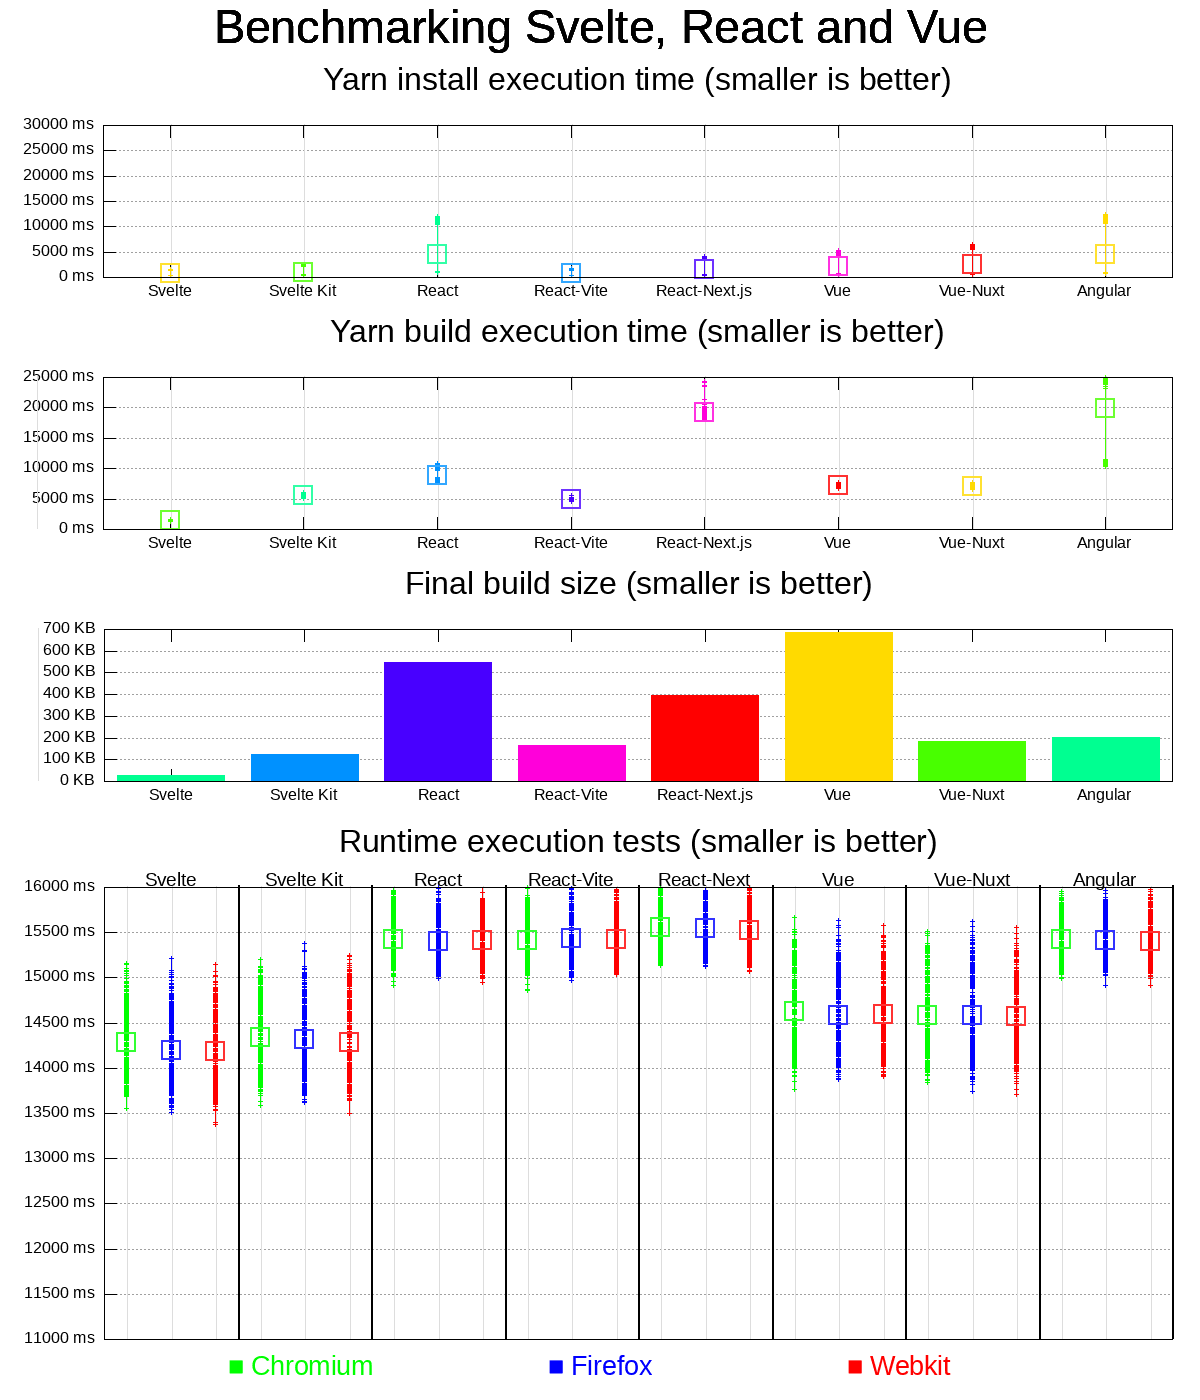 Benchmarking Svelte, React and Vue
Yarn install execution time (smaller is better)
30000 ms
25000 ms
20000 ms
15000 ms
10000 ms
5000 ms
0 ms
Svelte Svelte Kit React React-Vite React-Next.js Vue Vue-Nuxt Angular
Yarn build execution time (smaller is better)
25000 ms
20000 ms
15000 ms
10000 ms
5000 ms
0 ms
Svelte Svelte Kit React React-Vite React-Next.js Vue Vue-Nuxt Angular
Final build size (smaller is better)
700 KB
600 KB
500 KB
400 KB
300 KB
200 KB
100 KB
0 KB
Svelte Svelte Kit React React-Vite React-Next.js Vue Vue-Nuxt Angular
Runtime execution tests (smaller is better)
Svelte Svelte Kit React React-Vite React-Next Vue Vue-Nuxt Angular
16000 ms
15500 ms
15000 ms
14500 ms
14000 ms
13500 ms
13000 ms
12500 ms
12000 ms
11500 ms
11000 ms
Chromium Firefox Webkit